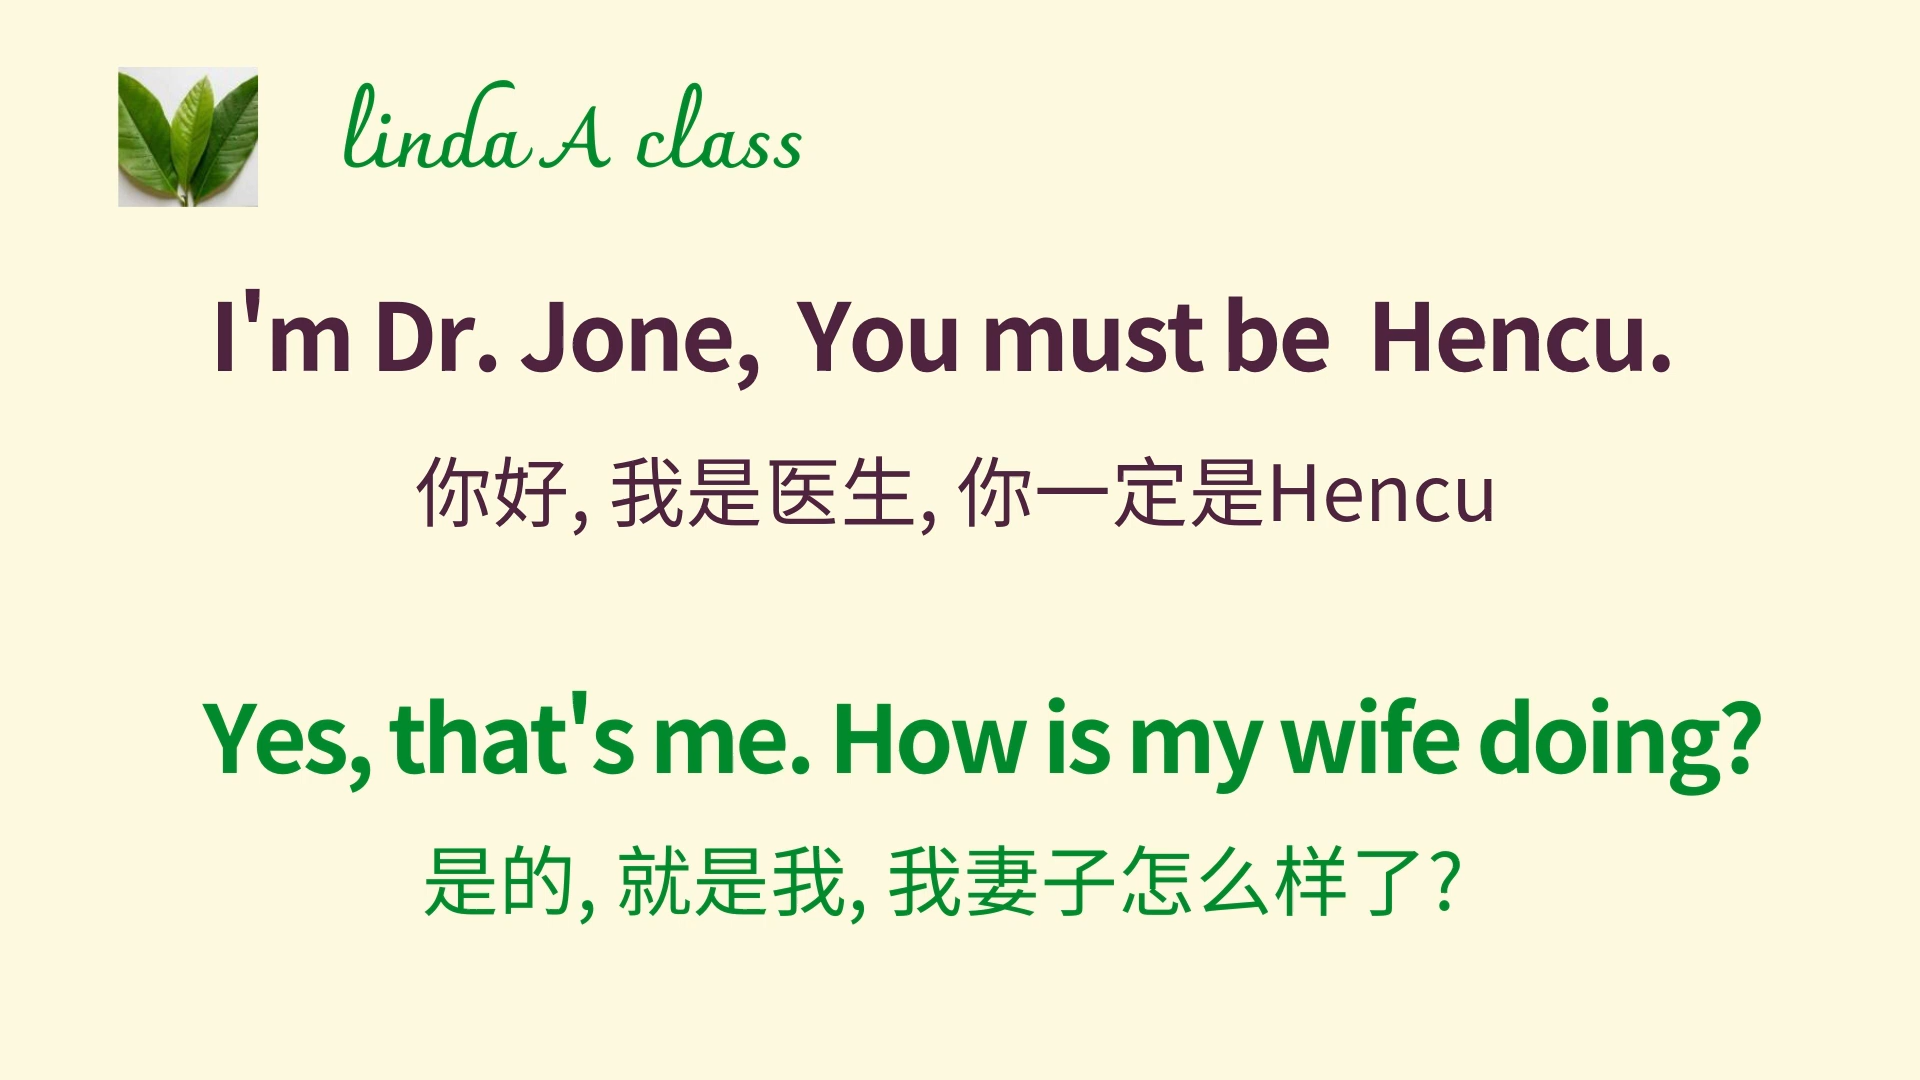 linda A class
I'm Dr. Jone, You must be Hencu.
你好, 我是医生, 你一定是Hencu
Yes, that's me. How is my wife doing?
是的, 就是我, 我妻子怎么样了?